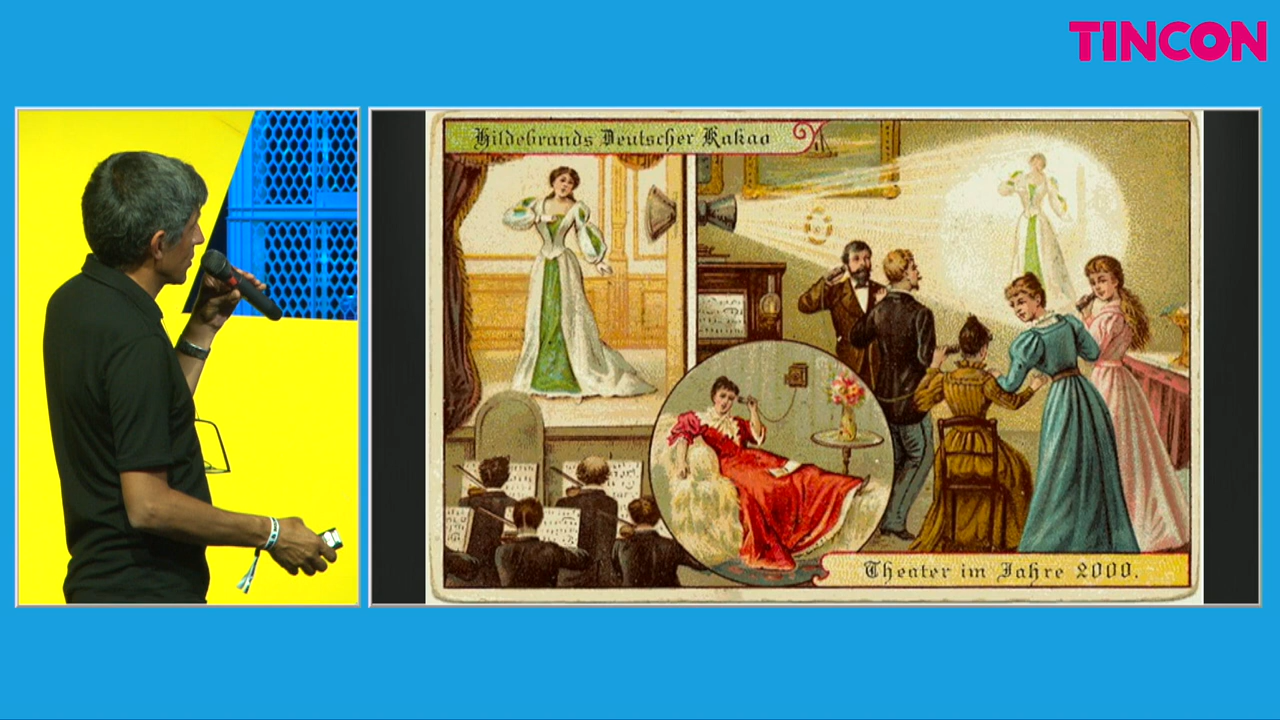 TINCON
Hildebrands Deutscher Kakao
Theater im Jahre 2000.